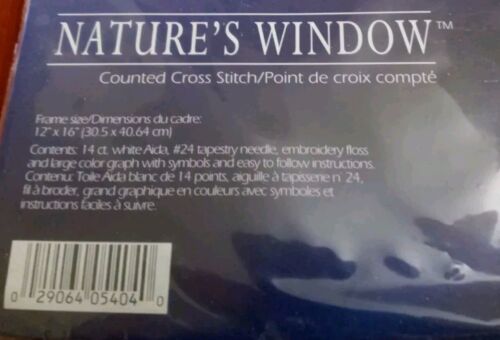 NATURE'S WINDOW™
Counted Cross Stitch/Point de croix compté
Frame size/Dimensions du cadre:
12" x 16" (30.5 x 40.64 cm)
Contents: 14 ct. white Aida, #24 tapestry needle, embroidery floss
and large color graph with symbols and easy to follow instructions.
Contenu: Toile Aida blanc de 14 points, aiguille à tapisserie n˚ 24,
fil à broder, grand graphique en couleurs avec symboles et
instructions faciles à suivre.
0 29064 05404 0